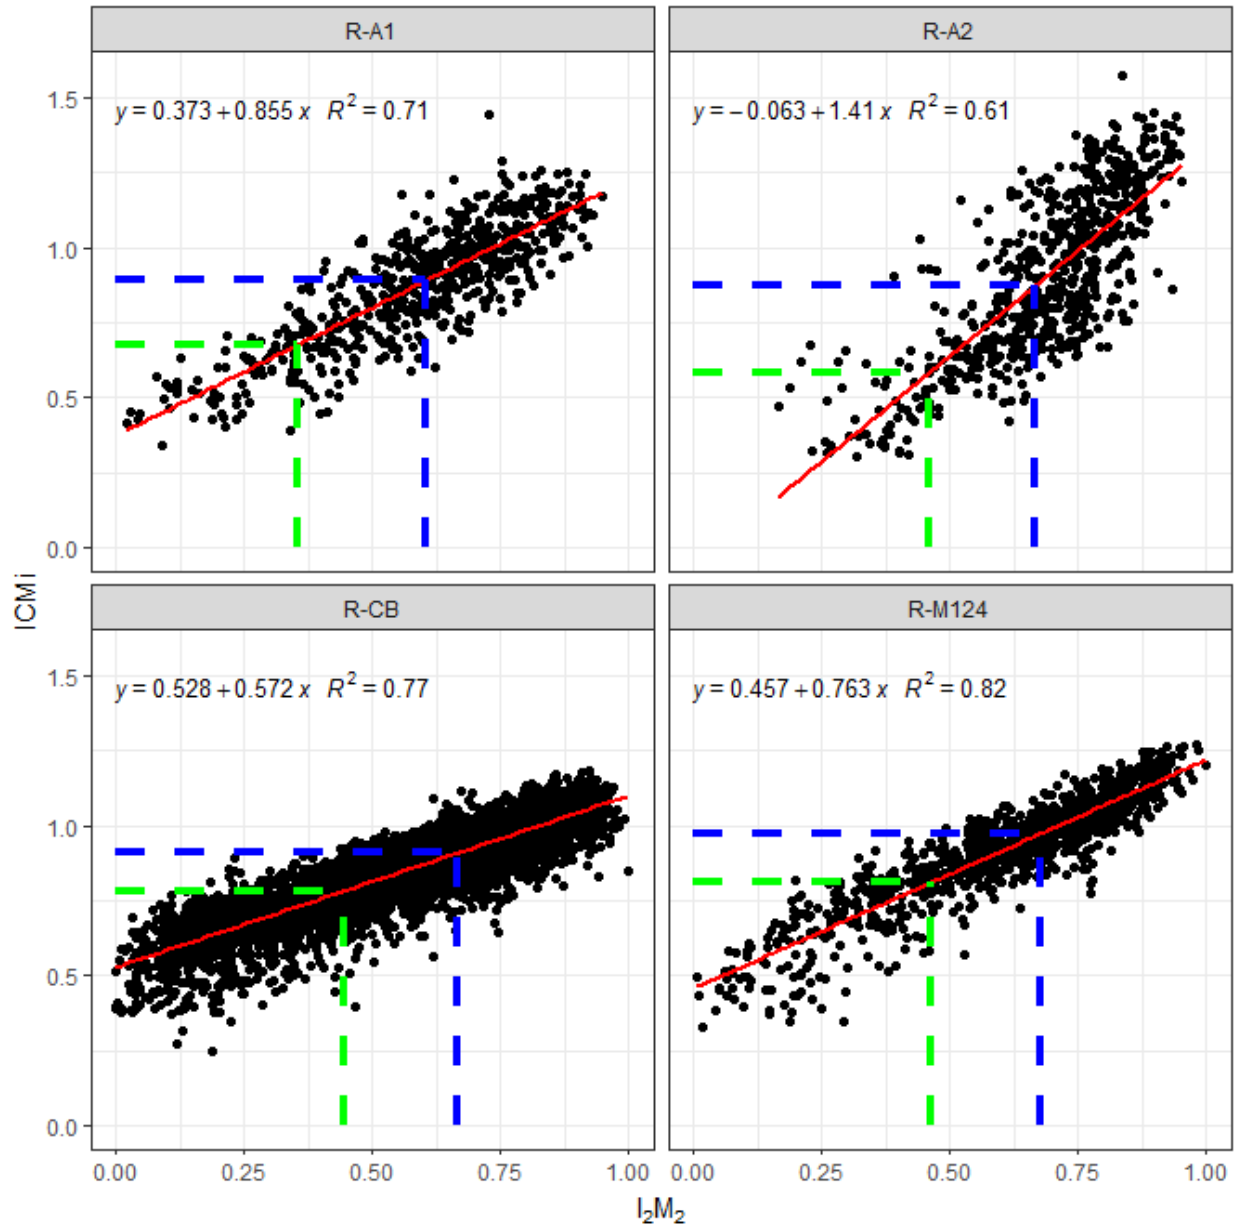 R-A1
R-A2
y = 0.373 + 0.855 x R² = 0.71
y = − 0.063 + 1.41 x R² = 0.61
1.5
1.0
0.5
0.0
ICMi
R-CB
R-M124
y = 0.528 + 0.572 x R² = 0.77
y = 0.457 + 0.763 x R² = 0.82
1.5
1.0
0.5
0.0
0.00 0.25 0.50 0.75 1.00 0.00 0.25 0.50 0.75 1.00
I₂M₂